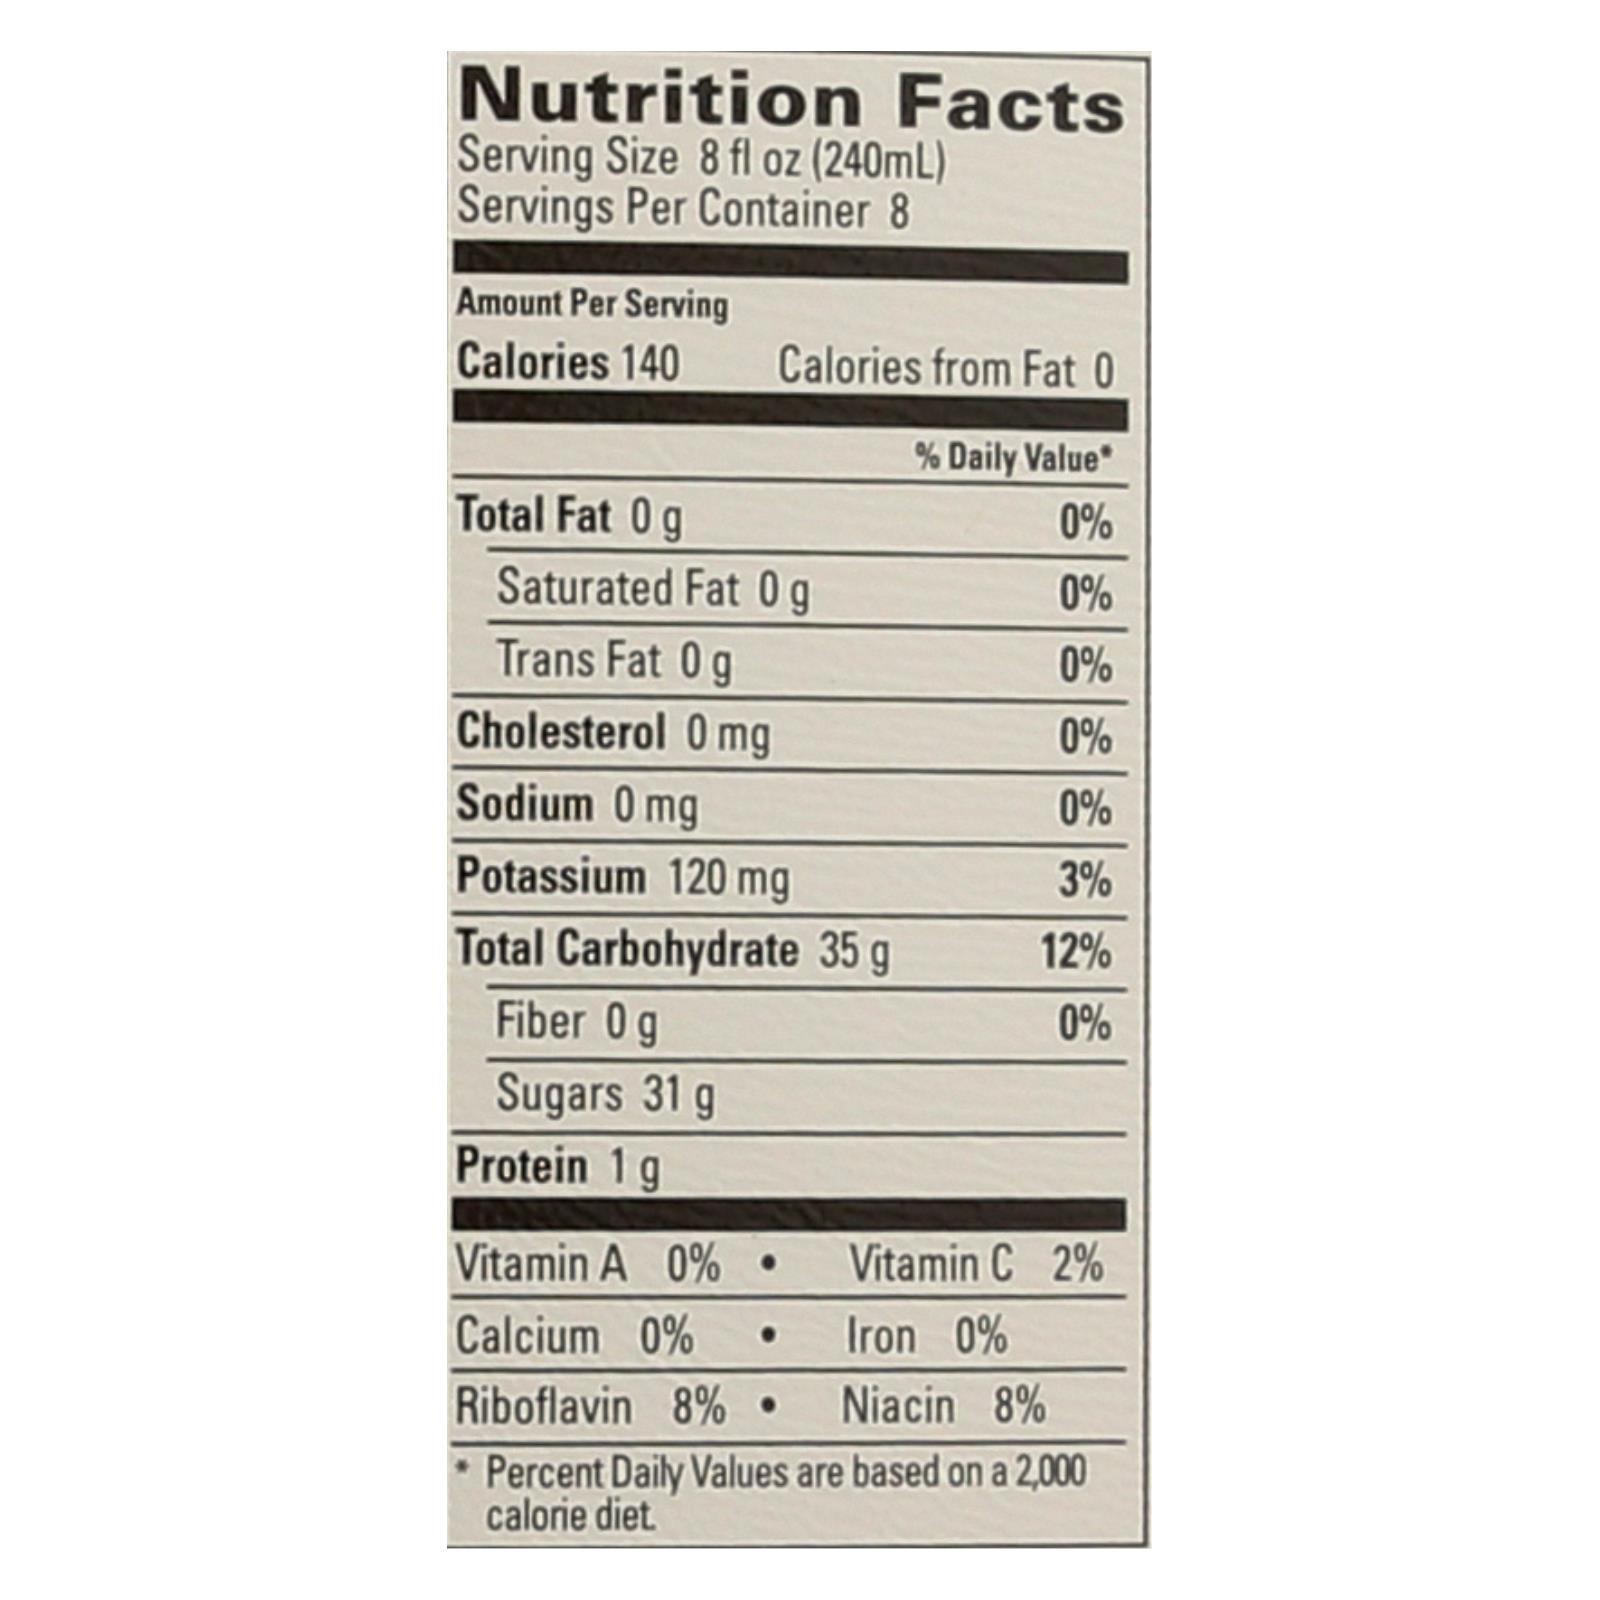 Nutrition Facts
Serving Size 8 fl oz (240mL)
Servings Per Container 8
Amount Per Serving
Calories 140 Calories from Fat 0
% Daily Value*
Total Fat 0 g 0%
Saturated Fat 0 g 0%
Trans Fat 0 g 0%
Cholesterol 0 mg 0%
Sodium 0 mg 0%
Potassium 120 mg 3%
Total Carbohydrate 35 g 12%
Fiber 0 g 0%
Sugars 31 g
Protein 1 g
Vitamin A 0% • Vitamin C 2%
Calcium 0% • Iron 0%
Riboflavin 8% • Niacin 8%
* Percent Daily Values are based on a 2,000
calorie diet.